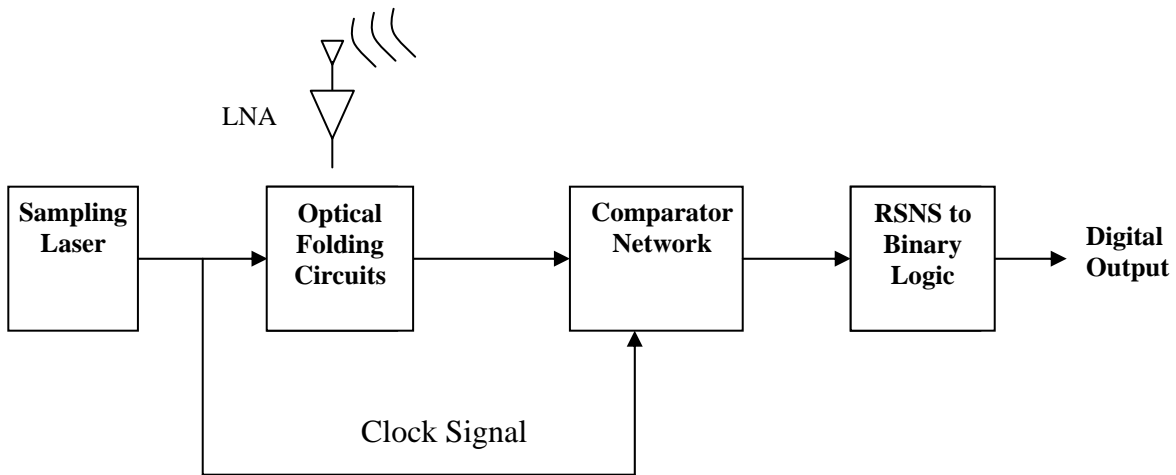 LNA
Sampling
Laser
Optical
Folding
Circuits
Comparator
Network
RSNS to
Binary
Logic
Digital
Output
Clock Signal